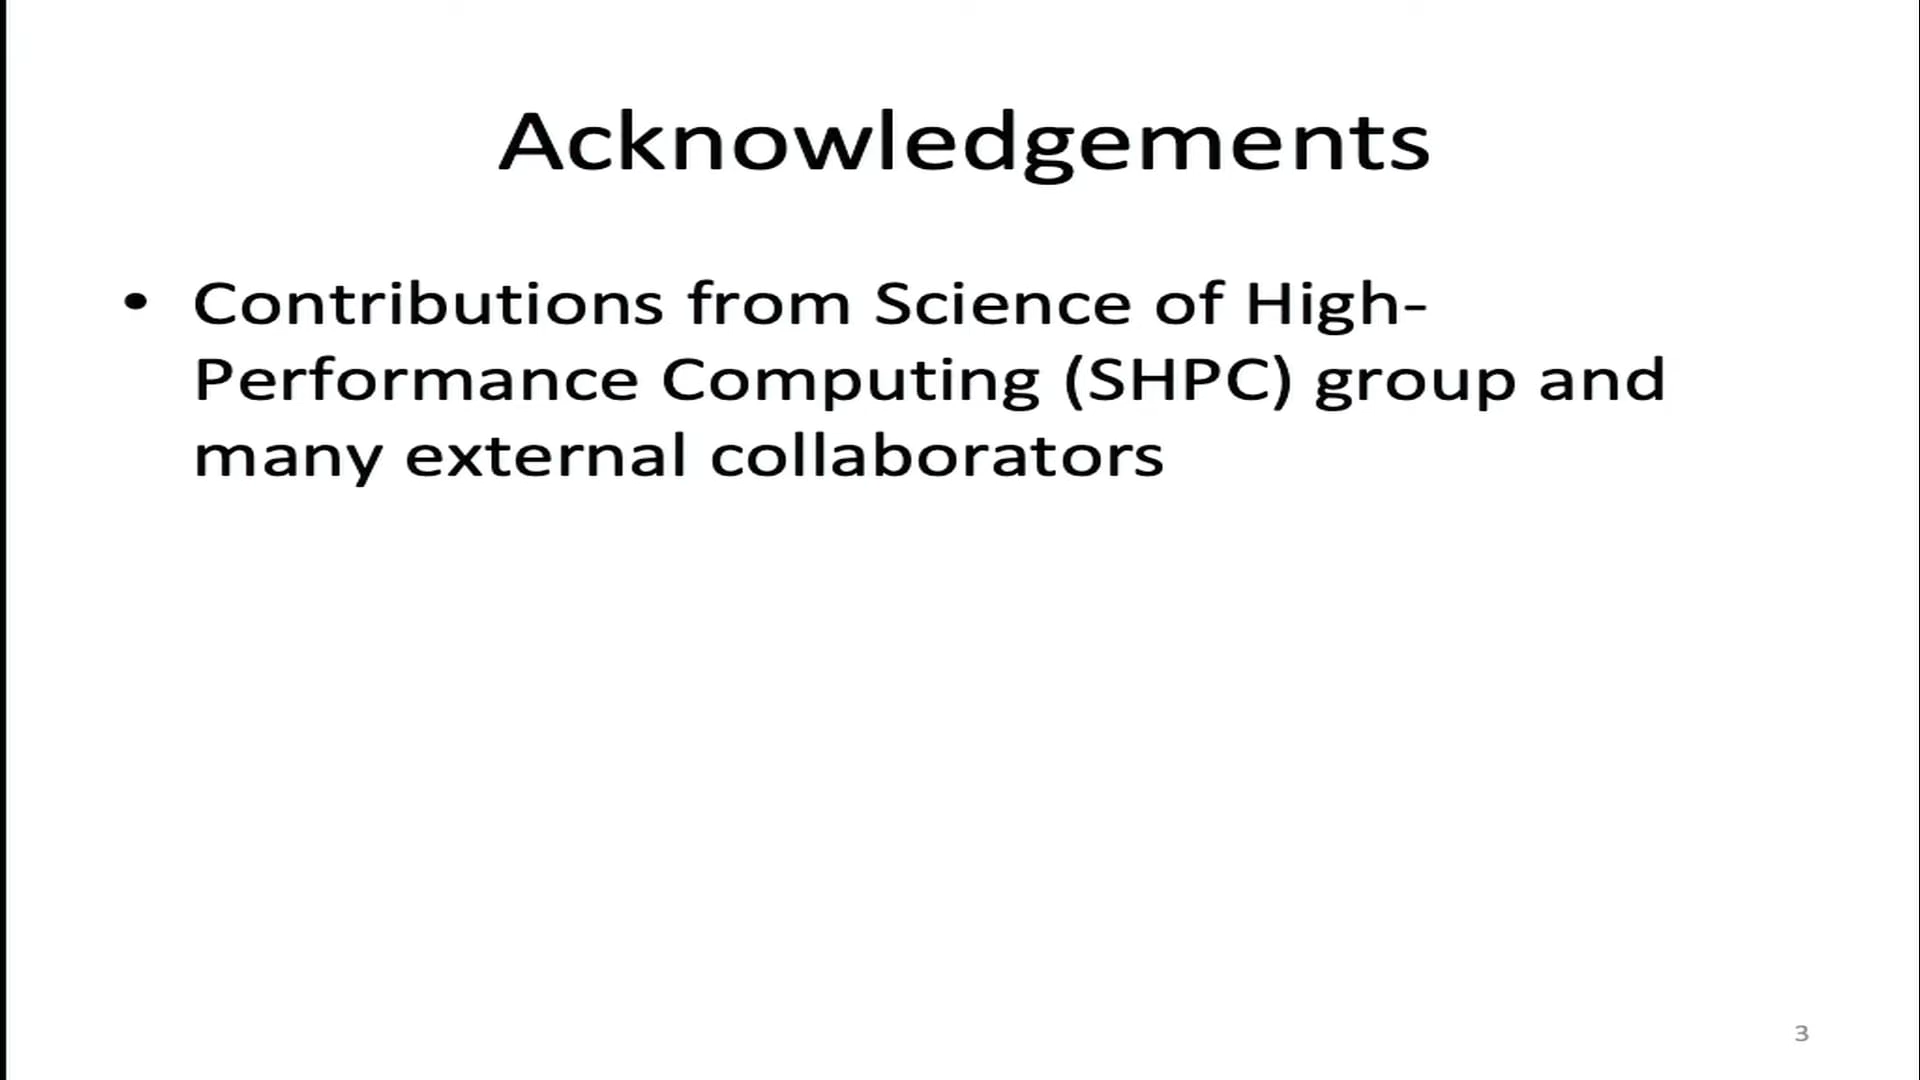 Acknowledgements
• Contributions from Science of High-
Performance Computing (SHPC) group and
many external collaborators
3